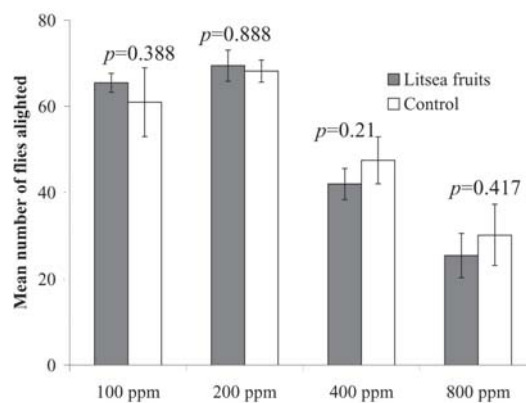 80
60
40
20
0
Mean number of flies alighted
p=0.388
p=0.888
p=0.21
p=0.417
Litsea fruits
Control
100 ppm
200 ppm
400 ppm
800 ppm